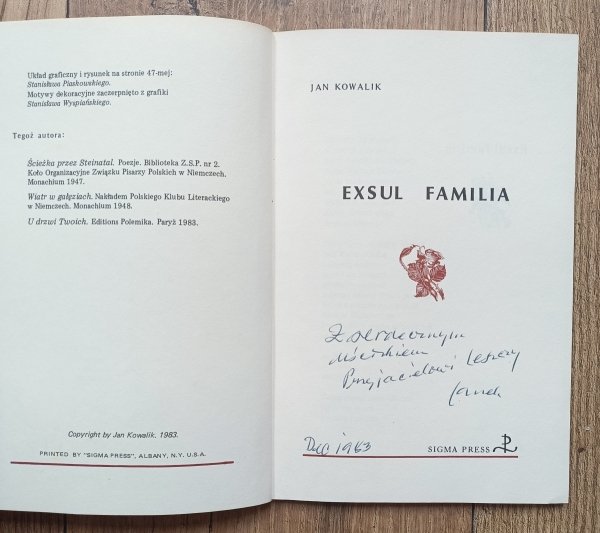 Układ graficzny i rysunek na stronie 47-mej:
Stanisława Piaskowskiego.
Motywy dekoracyjne zaczerpnięto z grafiki
Stanisława Wyspiańskiego.
Tegoż autora:
Ścieżka przez Steinatal. Poezje. Biblioteka Z.S.P. nr 2.
Koło Organizacyjne Związku Pisarzy Polskich w Niemczech,
Monachium 1947.
Wiatr w gałęziach. Nakładem Polskiego Klubu Literackiego
w Niemczech. Monachium 1948.
U drzwi Twoich. Editions Polemika. Paryż 1983.
Copyright by Jan Kowalik, 1983.
PRINTED BY "SIGMA PRESS", ALBANY, N.Y. U.S.A.
JAN KOWALIK
EXSUL FAMILIA
Z serdecznym
uściskiem
Przyjacielowi
Janek
Dec 1983
SIGMA PRESS